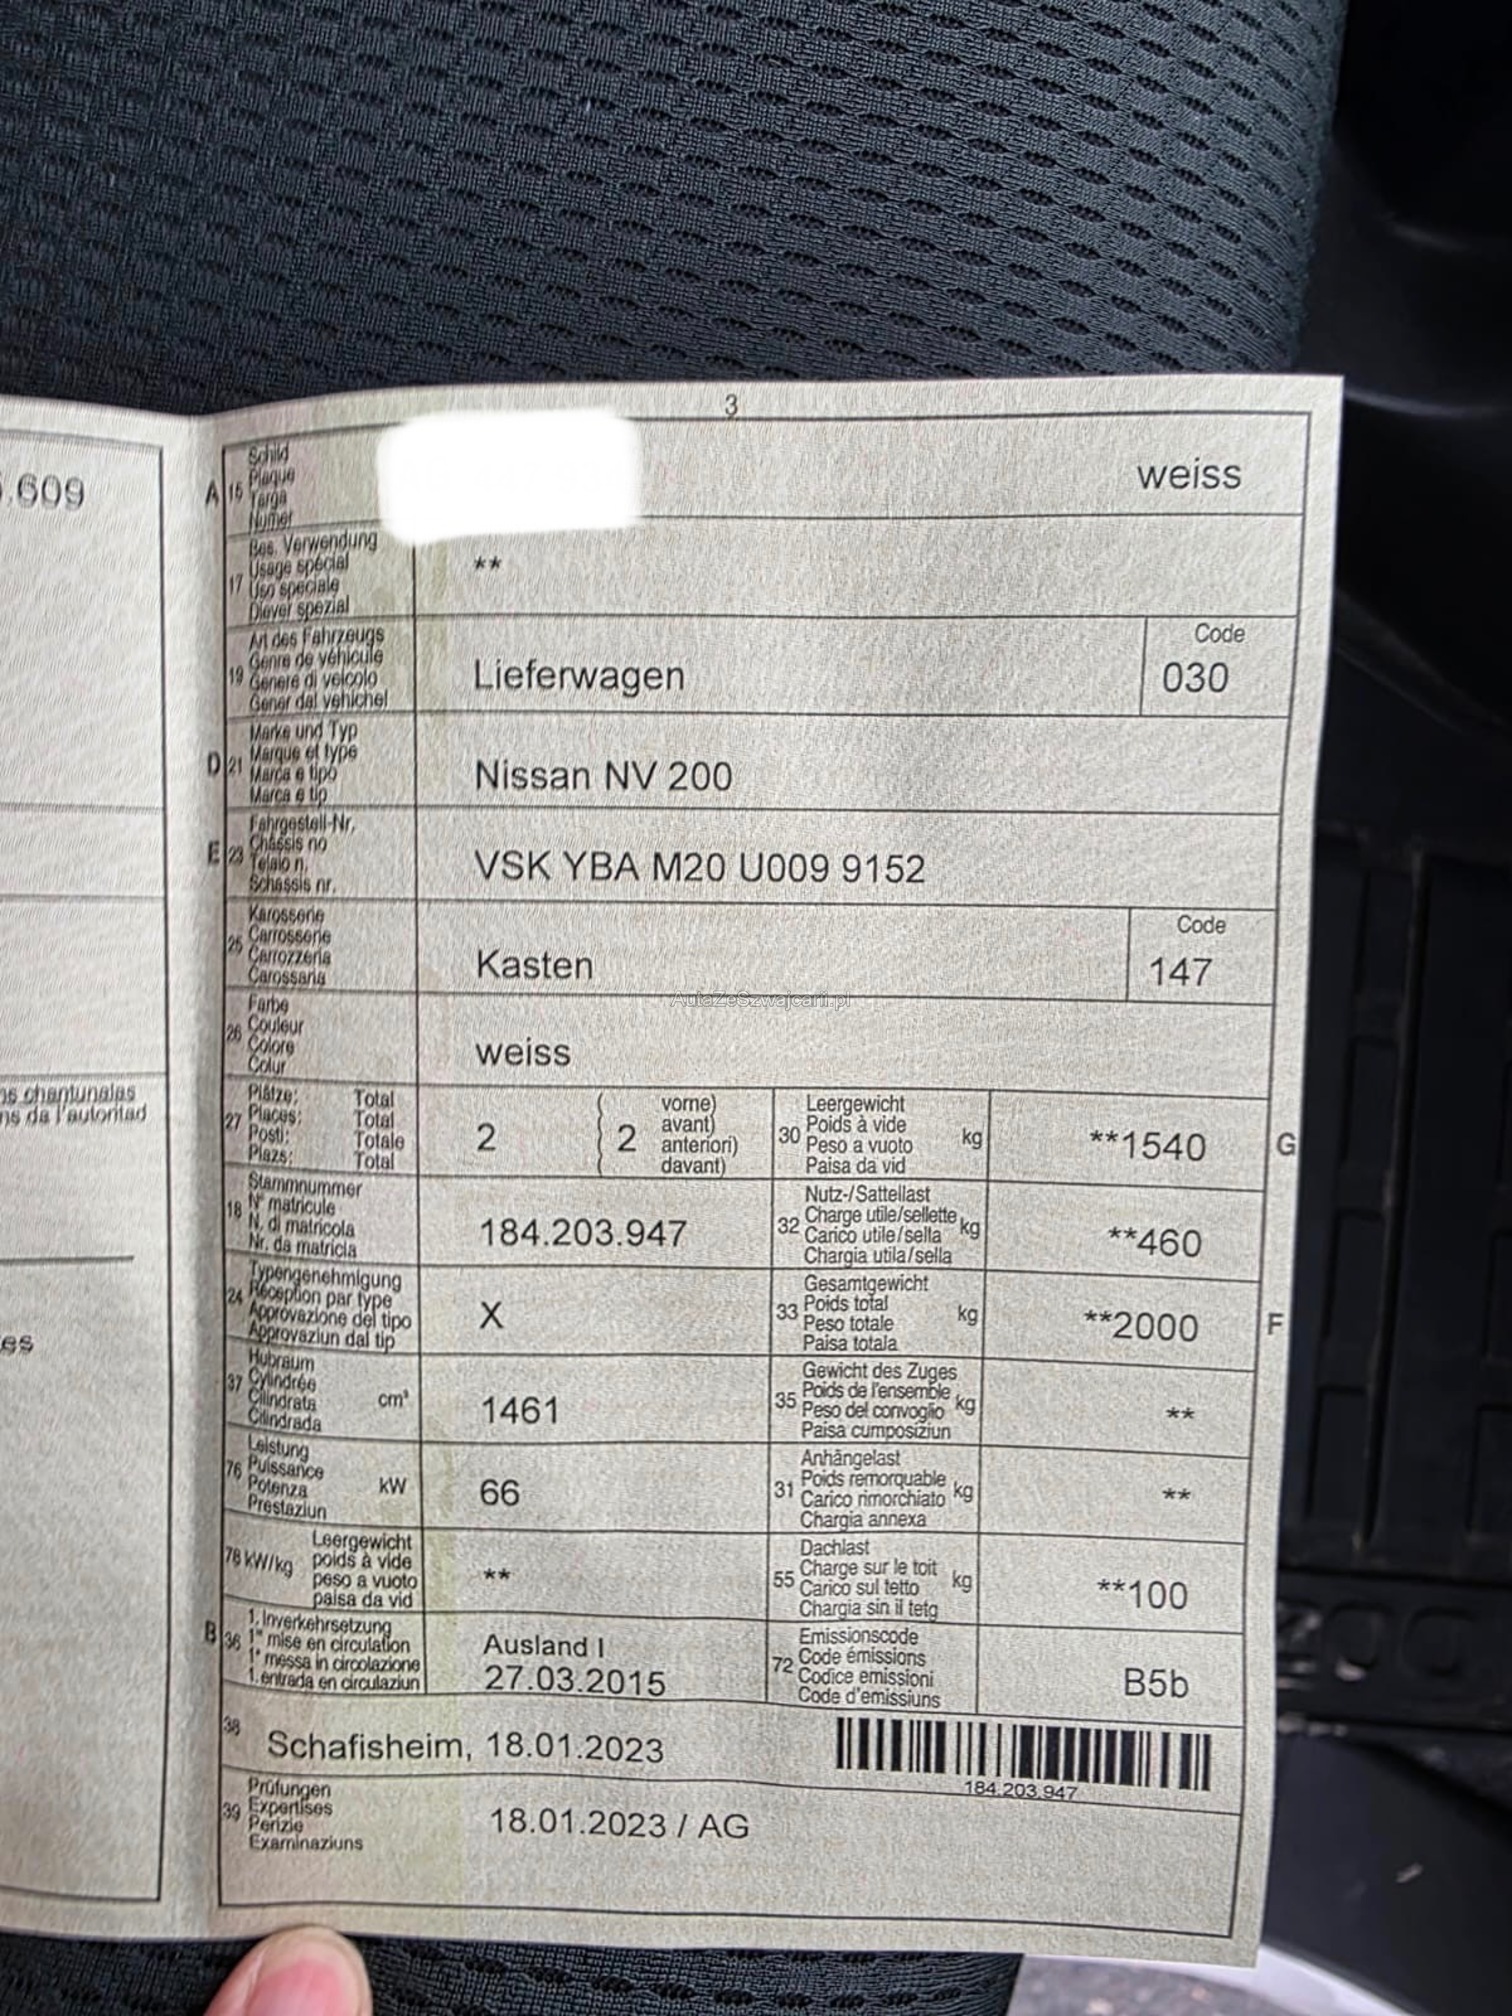 3
.609
A 15 Schild
Plaque
Targa
Numer
weiss
17 Bes. Verwendung
Usage spécial
Uso speciale
Diever spezial
**
19 Art des Fahrzeugs
Genre de véhicule
Genere di veicolo
Gener dal vehichel
Lieferwagen
Code
030
D 21 Marke und Typ
Marque et type
Marca e tipo
Marca e tip
Nissan NV 200
E 23 Fahrgestell-Nr.
Châssis no
Telaio n.
Schassis nr.
VSK YBA M20 U009 9152
25 Karosserie
Carrosserie
Carrozzeria
Carossaria
Kasten
Code
147
AutaZeSzwajcarii.pl
26 Farbe
Couleur
Colore
Colur
weiss
ns chantunalas
ns da l'autoritad
27 Plätze: Total
Places: Total
Posti: Totale
Plazs: Total
2
( 2 vorne)
avant)
anteriori)
davant)
30 Leergewicht
Poids à vide
Peso a vuoto
Paisa da vid
kg
**1540
G
18 Stammnummer
N° matricule
N. di matricola
Nr. da matricla
184.203.947
32 Nutz-/Sattellast
Charge utile/sellette
Carico utile/sella
Chargia utila/sella
kg
**460
24 Typengenehmigung
Réception par type
Approvazione del tipo
Approvaziun dal tip
X
33 Gesamtgewicht
Poids total
Peso totale
Paisa totala
kg
**2000
F
es
37 Hubraum
Cylindrée
Cilindrata
Cilindrada
cm³
1461
35 Gewicht des Zuges
Poids de l'ensemble
Peso del convoglio
Paisa cumposiziun
kg
**
76 Leistung
Puissance
Potenza
Prestaziun
kW
66
31 Anhängelast
Poids remorquable
Carico rimorchiato
Chargia annexa
kg
**
78 kW/kg
Leergewicht
poids à vide
peso a vuoto
paisa da vid
**
55 Dachlast
Charge sur le toit
Carico sul tetto
Chargia sin il tetg
kg
**100
B 36 1. Inverkehrsetzung
1re mise en circulation
1a messa in circolazione
1. entrada en circulaziun
Ausland I
27.03.2015
72 Emissionscode
Code émissions
Codice emissioni
Code d'emissiuns
B5b
38
Schafisheim, 18.01.2023
184.203.947
39 Prüfungen
Expertises
Perizie
Examinaziuns
18.01.2023 / AG